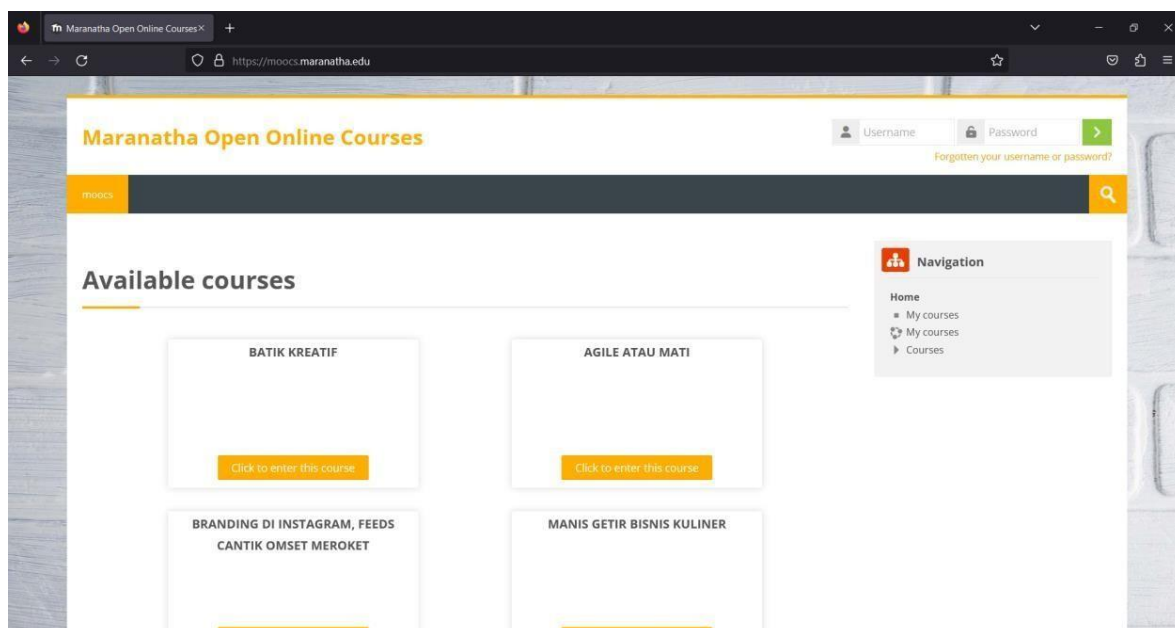 Maranatha Open Online Courses
https://moocs.maranatha.edu
Maranatha Open Online Courses
Username
Password
Forgotten your username or password?
moocs
Available courses
BATIK KREATIF
Click to enter this course
AGILE ATAU MATI
Click to enter this course
BRANDING DI INSTAGRAM, FEEDS
CANTIK OMSET MEROKET
MANIS GETIR BISNIS KULINER
Navigation
Home
My courses
My courses
Courses